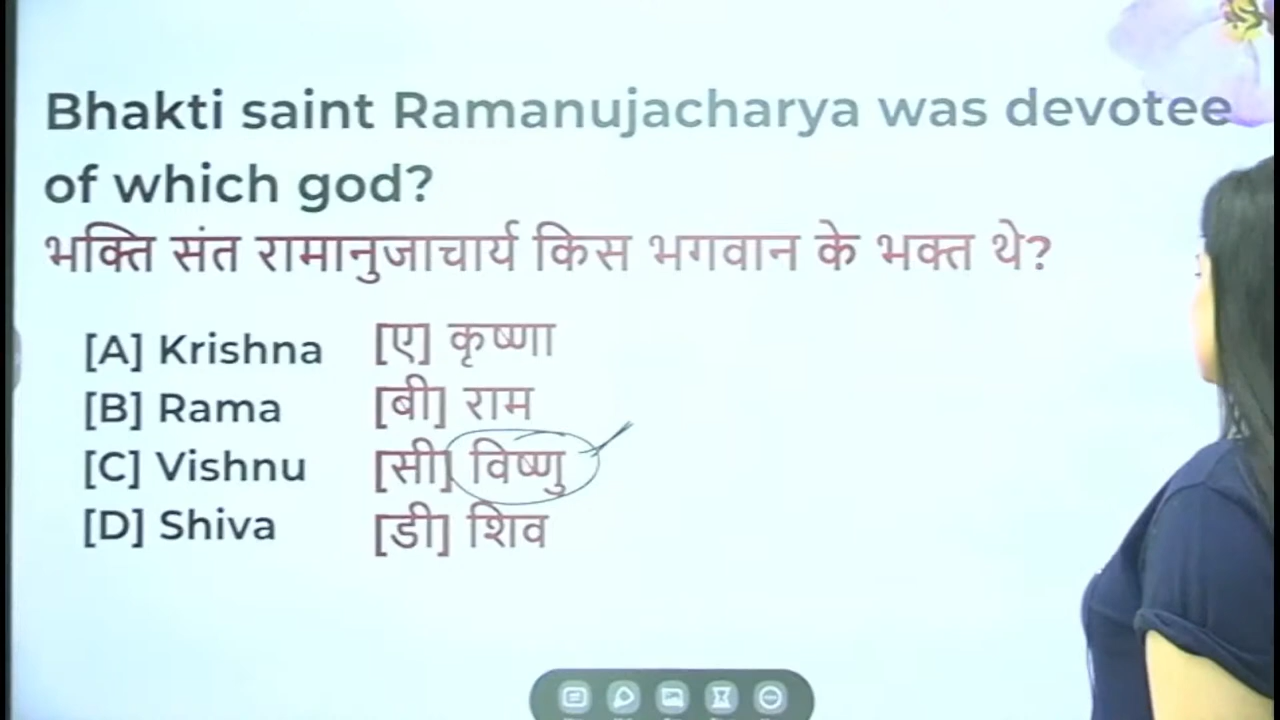 Bhakti saint Ramanujacharya was devotee
of which god?
भक्ति संत रामानुजाचार्य किस भगवान के भक्त थे?
[A] Krishna [ए] कृष्णा
[B] Rama [बी] राम
[C] Vishnu [सी] विष्णु
[D] Shiva [डी] शिव